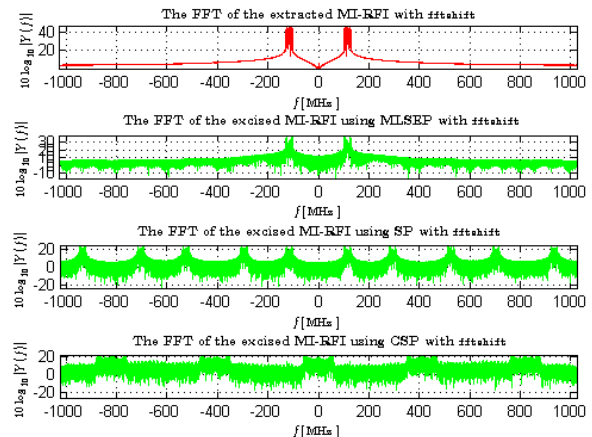 The FFT of the extracted MI-RFI with fftshift
10 log10 |Y(f)|
40
20
-1000 -800 -600 -400 -200 0 200 400 600 800 1000
f[MHz]
The FFT of the excised MI-RFI using MLSEP with fftshift
10 log10 |Y(f)|
-1000 -800 -600 -400 -200 0 200 400 600 800 1000
f[MHz]
The FFT of the excised MI-RFI using SP with fftshift
10 log10 |Y(f)|
20
0
-20
-1000 -800 -600 -400 -200 0 200 400 600 800 1000
f[MHz]
The FFT of the excised MI-RFI using CSP with fftshift
10 log10 |Y(f)|
20
0
-20
-1000 -800 -600 -400 -200 0 200 400 600 800 1000
f[MHz]